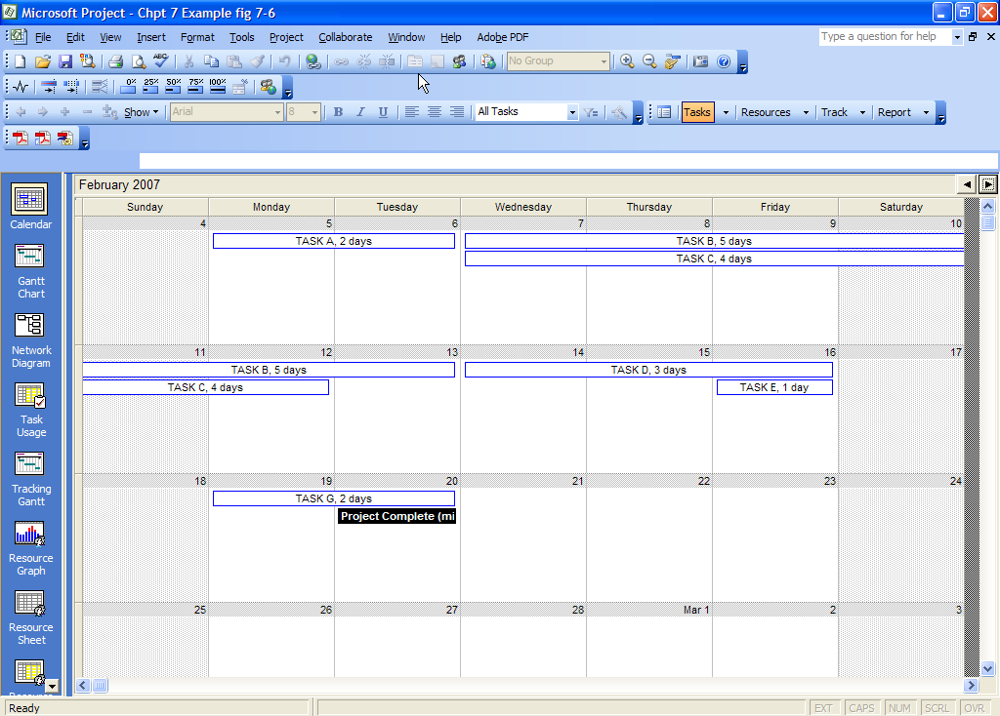 Microsoft Project - Chpt 7 Example fig 7-6
File Edit View Insert Format Tools Project Collaborate Window Help Adobe PDF Type a question for help
No Group
0% 25% 50% 75% 100%
Show Arial 8 B I U All Tasks Tasks Resources Track Report
February 2007
Sunday Monday Tuesday Wednesday Thursday Friday Saturday
4 5 6 7 8 9 10
TASK A, 2 days TASK B, 5 days
TASK C, 4 days
11 12 13 14 15 16 17
TASK B, 5 days TASK D, 3 days
TASK C, 4 days TASK E, 1 day
18 19 20 21 22 23 24
TASK G, 2 days
Project Complete (mi
25 26 27 28 Mar 1 2 3
Calendar
Gantt
Chart
Network
Diagram
Task
Usage
Tracking
Gantt
Resource
Graph
Resource
Sheet
Ready EXT CAPS NUM SCRL OVR